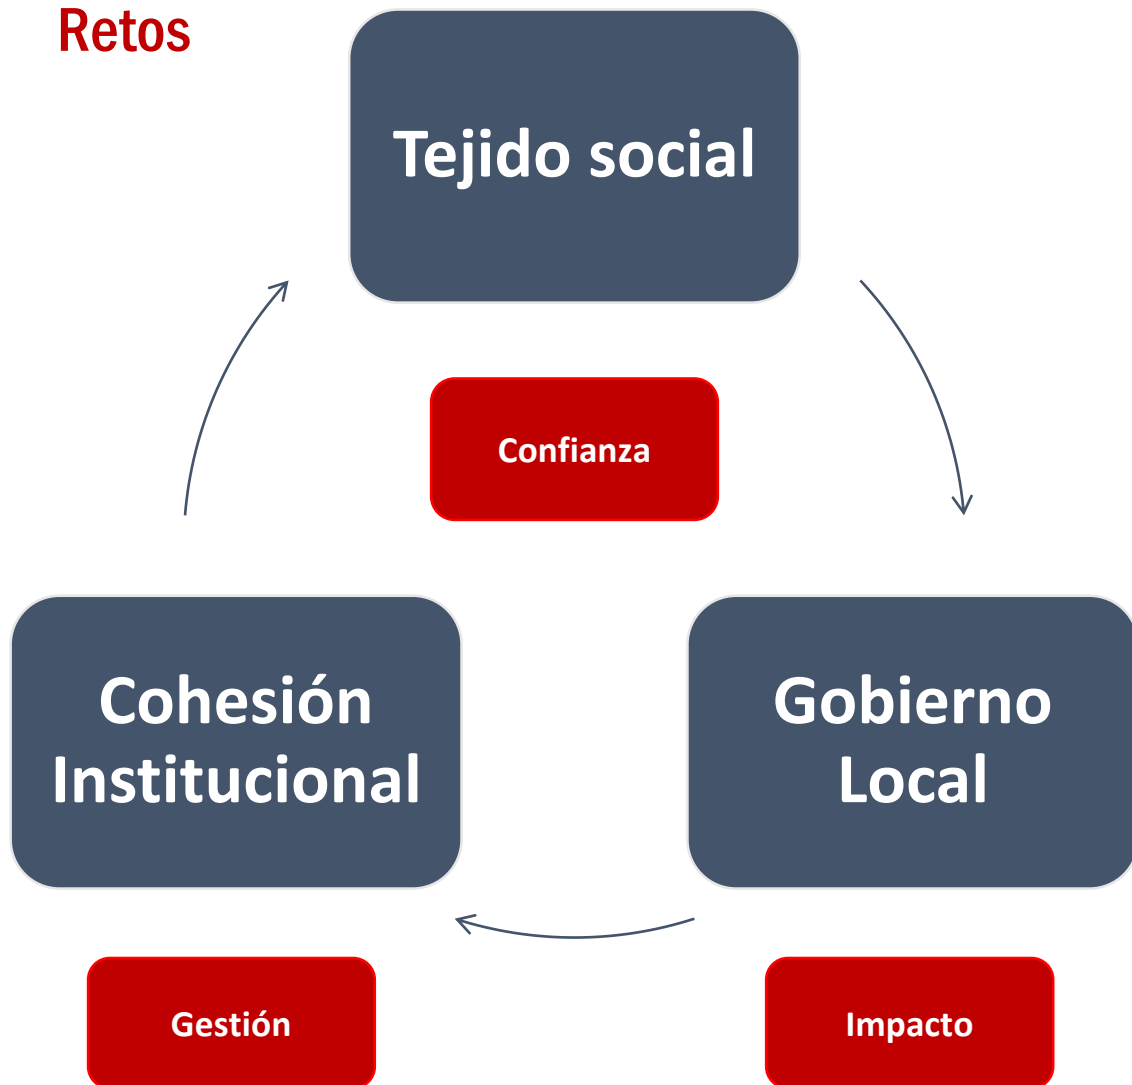 Retos
Tejido social
Confianza
Cohesión
Institucional
Gobierno
Local
Gestión
Impacto